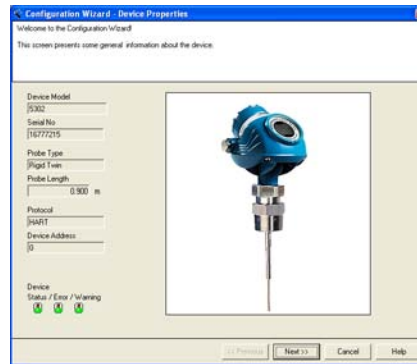 Configuration Wizard - Device Properties
Welcome to the Configuration Wizard!
This screen presents some general information about the device.
Device Model
5302
Serial No
16777215
Probe Type
Rigid Twin
Probe Length
0.900 m
Protocol
HART
Device Address
0
Device
Status / Error / Warning
<< Previous Next >> Cancel Help